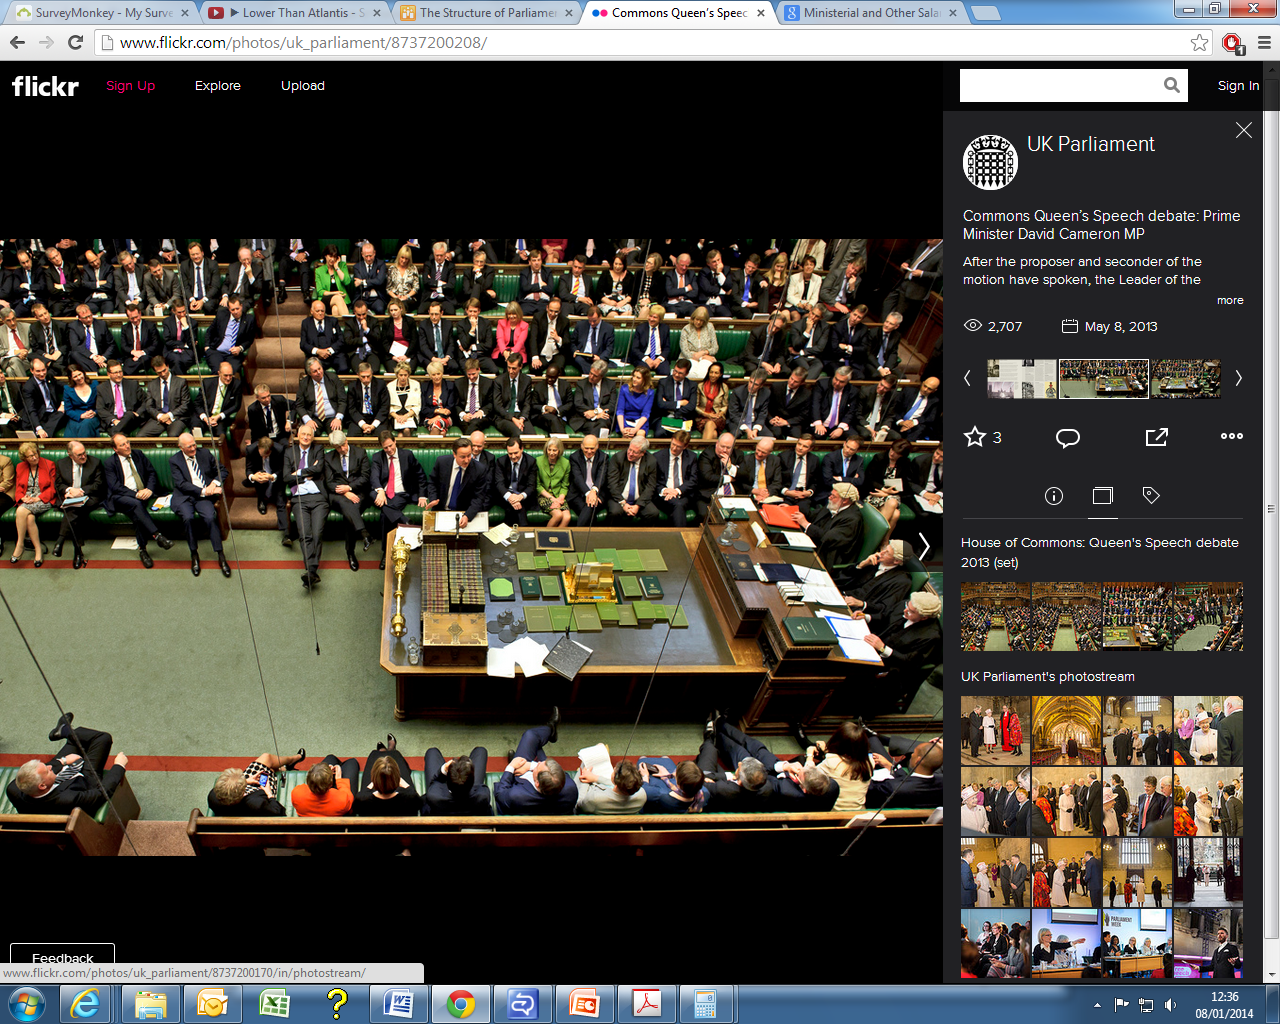 SurveyMonkey - My Surve
Lower Than Atlantis - S
The Structure of Parliamen
Commons Queen's Speec
Ministerial and Other Sala
www.flickr.com/photos/uk_parliament/8737200208/
1
flickr
Sign Up
Explore
Upload
Sign In
UK Parliament
Commons Queen's Speech debate: Prime
Minister David Cameron MP
After the proposer and seconder of the
motion have spoken, the Leader of the
more
2,707
May 8, 2013
3
House of Commons: Queen's Speech debate
2013 (set)
UK Parliament's photostream
Feedback
www.flickr.com/photos/uk_parliament/8737200170/in/photostream/
12:36
08/01/2014